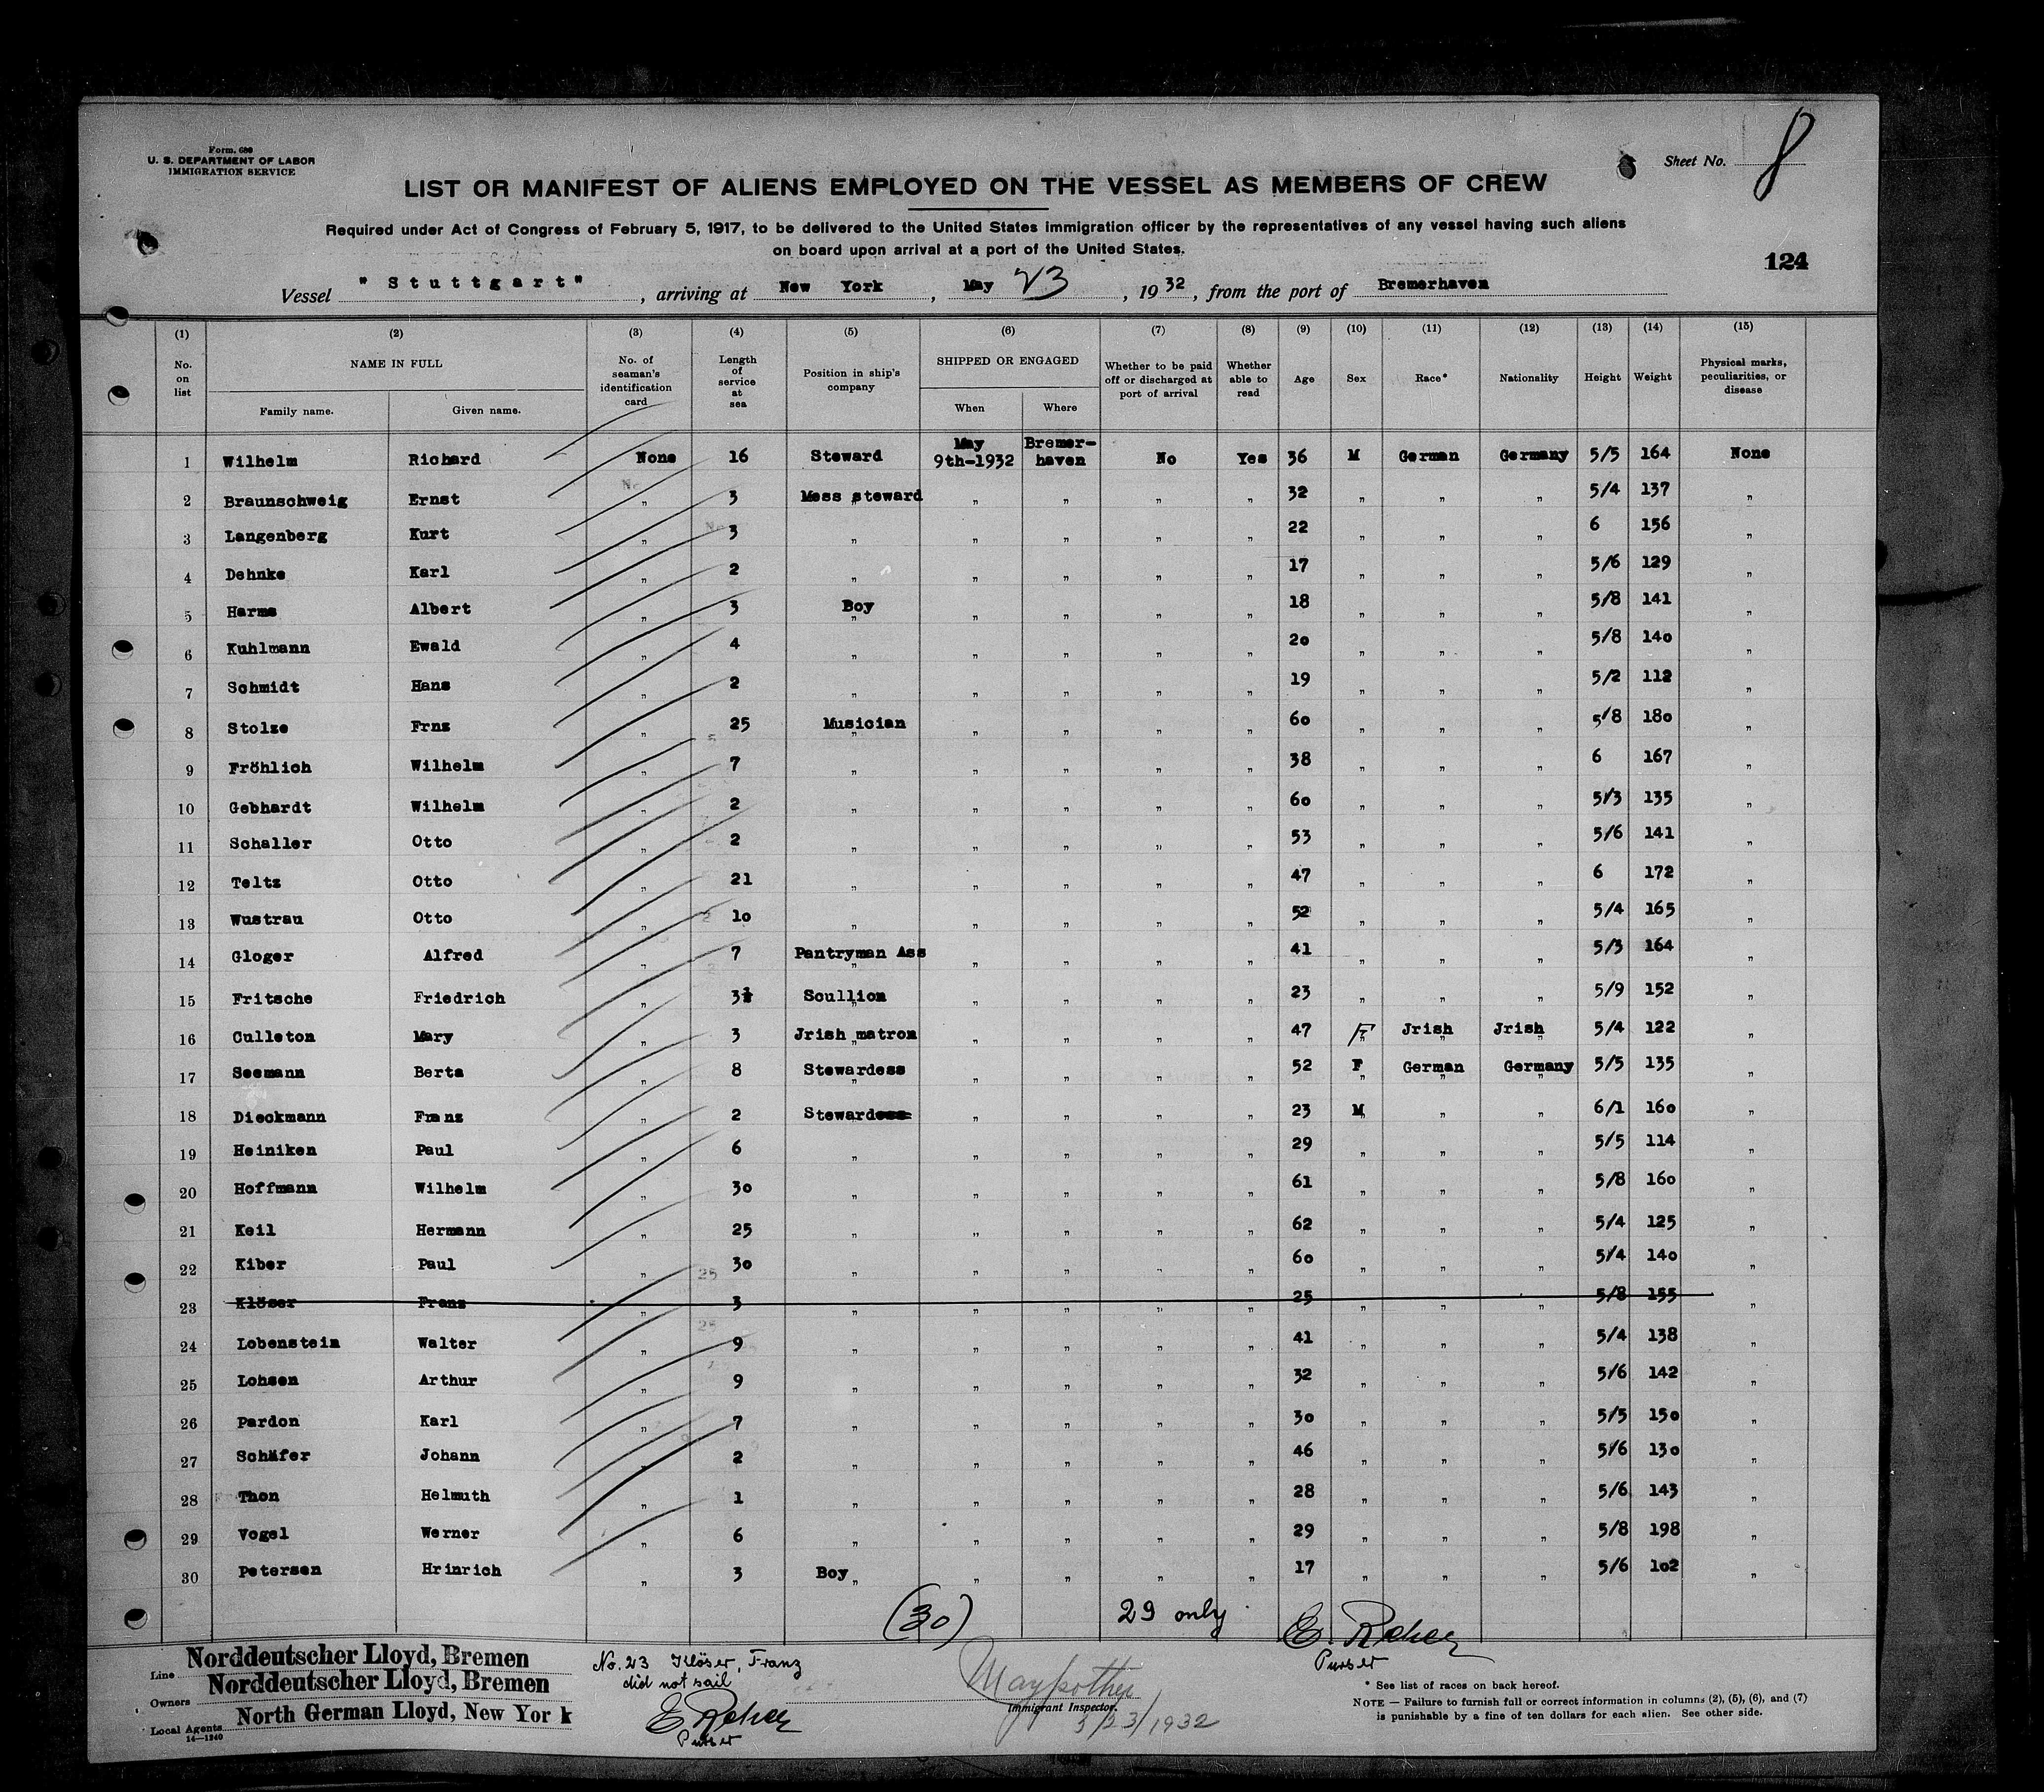 Form. 680
U. S. DEPARTMENT OF LABOR
IMMIGRATION SERVICE
Sheet No. 8
LIST OR MANIFEST OF ALIENS EMPLOYED ON THE VESSEL AS MEMBERS OF CREW
Required under Act of Congress of February 5, 1917, to be delivered to the United States immigration officer by the representatives of any vessel having such aliens
on board upon arrival at a port of the United States.
124
Vessel "Stuttgart", arriving at New York, May 23, 1932, from the port of Bremerhaven
(1) (2) (3) (4) (5) (6) (7) (8) (9) (10) (11) (12) (13) (14) (15)
No. on list NAME IN FULL Family name. Given name. No. of seaman's identification card Length of service at sea Position in ship's company SHIPPED OR ENGAGED When Where Whether to be paid off or discharged at port of arrival Whether able to read Age Sex Race* Nationality Height Weight Physical marks, peculiarities, or disease
1 Wilhelm Richard None 16 Steward May 9th-1932 Bremer-haven No Yes 36 M German Germany 5/5 164 None
2 Braunschweig Ernst " 3 Mess steward " " " " 32 " " " 5/4 137 "
3 Langenberg Kurt " 3 " " " " " 22 " " " 6 156 "
4 Dehnke Karl " 2 " " " " " 17 " " " 5/6 129 "
5 Harms Albert " 3 Boy " " " " 18 " " " 5/8 141 "
6 Kuhlmann Ewald " 4 " " " " " 20 " " " 5/8 140 "
7 Schmidt Hans " 2 " " " " " 19 " " " 5/2 112 "
8 Stolze Frnz " 25 Musician " " " " 60 " " " 5/8 180 "
9 Fröhlich Wilhelm " 7 " " " " " 38 " " " 6 167 "
10 Gebhardt Wilhelm " 2 " " " " " 60 " " " 5/3 135 "
11 Schaller Otto " 2 " " " " " 53 " " " 5/6 141 "
12 Teltz Otto " 21 " " " " " 47 " " " 6 172 "
13 Wustrau Otto " 10 " " " " " 52 " " " 5/4 165 "
14 Gloger Alfred " 7 Pantryman Ass " " " " 41 " " " 5/3 164 "
15 Fritsche Friedrich " 3½ Scullion " " " " 23 " " " 5/9 152 "
16 Culleton Mary " 3 Jrish matron " " " " 47 F Jrish Jrish 5/4 122 "
17 Seemann Berta " 8 Stewardess " " " " 52 F German Germany 5/5 135 "
18 Dieckmann Franz " 2 Stewardess " " " " 23 M " " 6/1 160 "
19 Heiniken Paul " 6 " " " " " 29 " " " 5/5 114 "
20 Hoffmann Wilhelm " 30 " " " " " 61 " " " 5/8 160 "
21 Keil Hermann " 25 " " " " 62 " " " 5/4 125 "
22 Kiber Paul " 30 " " " " " 60 " " " 5/4 140 "
23 Klöser Franz " 3 " " " " " 25 " " " 5/8 155 "
24 Lobenstein Walter " 9 " " " " " 41 " " " 5/4 138 "
25 Lohsen Arthur " 9 " " " " " 32 " " " 5/6 142 "
26 Pardon Karl " 7 " " " " " 30 " " " 5/5 150 "
27 Schäfer Johann " 2 " " " " " 46 " " " 5/6 130 "
28 Thon Helmuth " 1 " " " " " 28 " " " 5/6 143 "
29 Vogel Werner " 6 " " " " " 29 " " " 5/8 198 "
30 Petersen Hrinrich " 3 Boy " " " " 17 " " " 5/6 102 "
(30) 29 only
E. Reher
Purser
Line Norddeutscher Lloyd, Bremen
Owners Norddeutscher Lloyd, Bremen
Local Agents North German Lloyd, New York
14—1240
No. 23 Klöser, Franz
did not sail
E. Reher
Purser
Immigrant Inspector.
5/23/1932
* See list of races on back hereof.
NOTE — Failure to furnish full or correct information in columns (2), (5), (6), and (7)
is punishable by a fine of ten dollars for each alien. See other side.